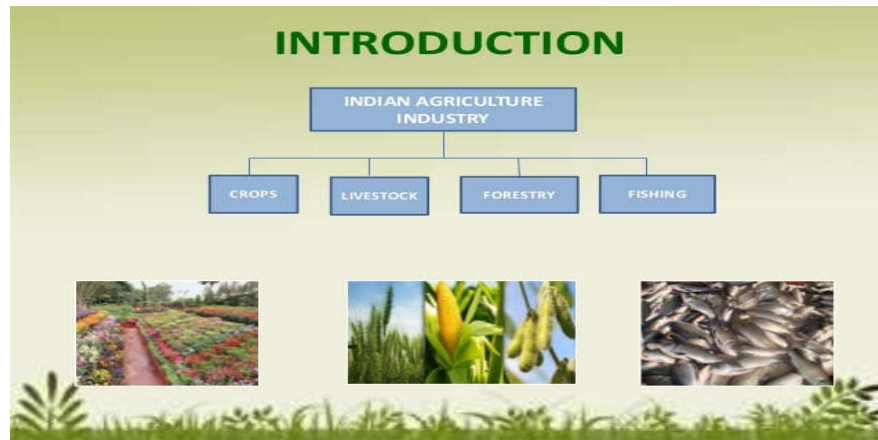 INTRODUCTION
INDIAN AGRICULTURE
INDUSTRY
CROPS
LIVESTOCK
FORESTRY
FISHING